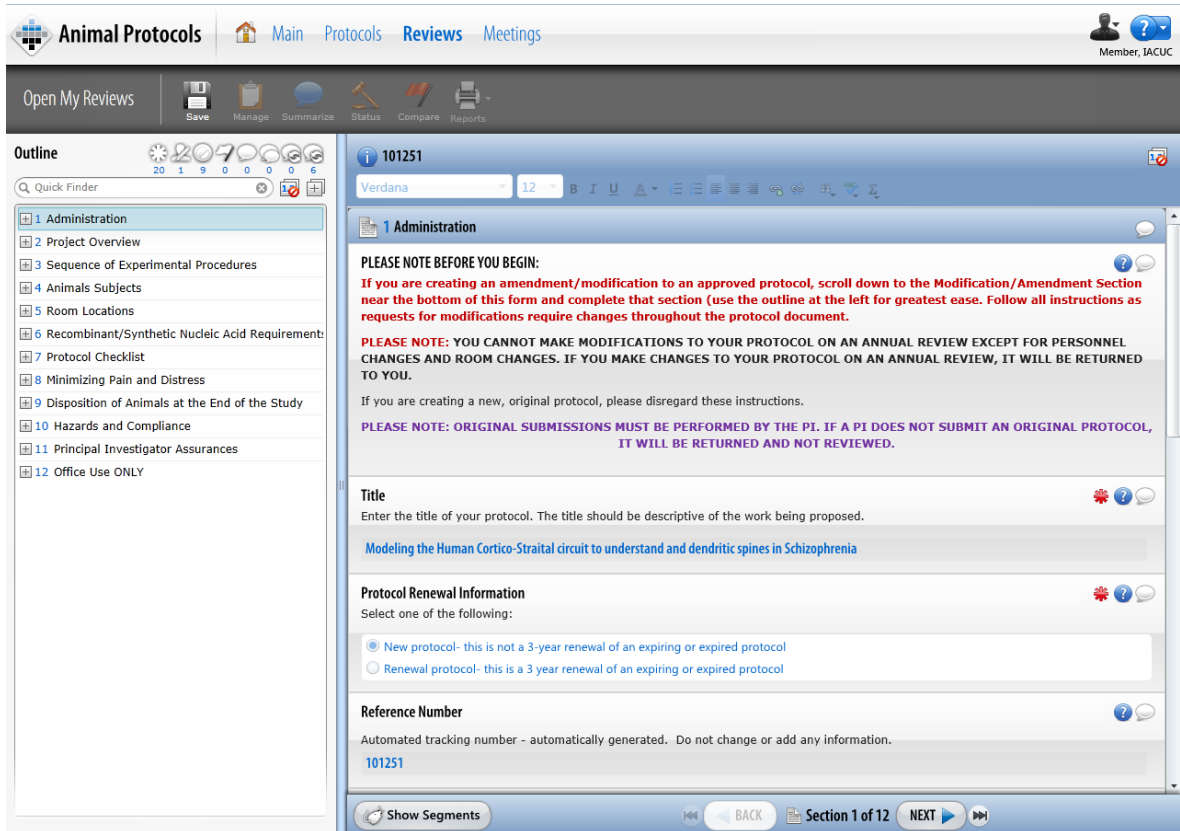 Animal Protocols
Main Protocols Reviews Meetings
Member, IACUC
Open My Reviews
Save Manage Summarize Status Compare Reports
Outline
20 1 9 0 0 0 6
Quick Finder
1 Administration
2 Project Overview
3 Sequence of Experimental Procedures
4 Animals Subjects
5 Room Locations
6 Recombinant/Synthetic Nucleic Acid Requirements
7 Protocol Checklist
8 Minimizing Pain and Distress
9 Disposition of Animals at the End of the Study
10 Hazards and Compliance
11 Principal Investigator Assurances
12 Office Use ONLY
101251
Verdana 12 B I U A
1 Administration
PLEASE NOTE BEFORE YOU BEGIN:
If you are creating an amendment/modification to an approved protocol, scroll down to the Modification/Amendment Section
near the bottom of this form and complete that section (use the outline at the left for greatest ease. Follow all instructions as
requests for modifications require changes throughout the protocol document.
PLEASE NOTE: YOU CANNOT MAKE MODIFICATIONS TO YOUR PROTOCOL ON AN ANNUAL REVIEW EXCEPT FOR PERSONNEL
CHANGES AND ROOM CHANGES. IF YOU MAKE CHANGES TO YOUR PROTOCOL ON AN ANNUAL REVIEW, IT WILL BE RETURNED
TO YOU.
If you are creating a new, original protocol, please disregard these instructions.
PLEASE NOTE: ORIGINAL SUBMISSIONS MUST BE PERFORMED BY THE PI. IF A PI DOES NOT SUBMIT AN ORIGINAL PROTOCOL,
IT WILL BE RETURNED AND NOT REVIEWED.
Title
Enter the title of your protocol. The title should be descriptive of the work being proposed.
Modeling the Human Cortico-Straital circuit to understand and dendritic spines in Schizophrenia
Protocol Renewal Information
Select one of the following:
New protocol- this is not a 3-year renewal of an expiring or expired protocol
Renewal protocol- this is a 3 year renewal of an expiring or expired protocol
Reference Number
Automated tracking number - automatically generated. Do not change or add any information.
101251
Show Segments BACK Section 1 of 12 NEXT